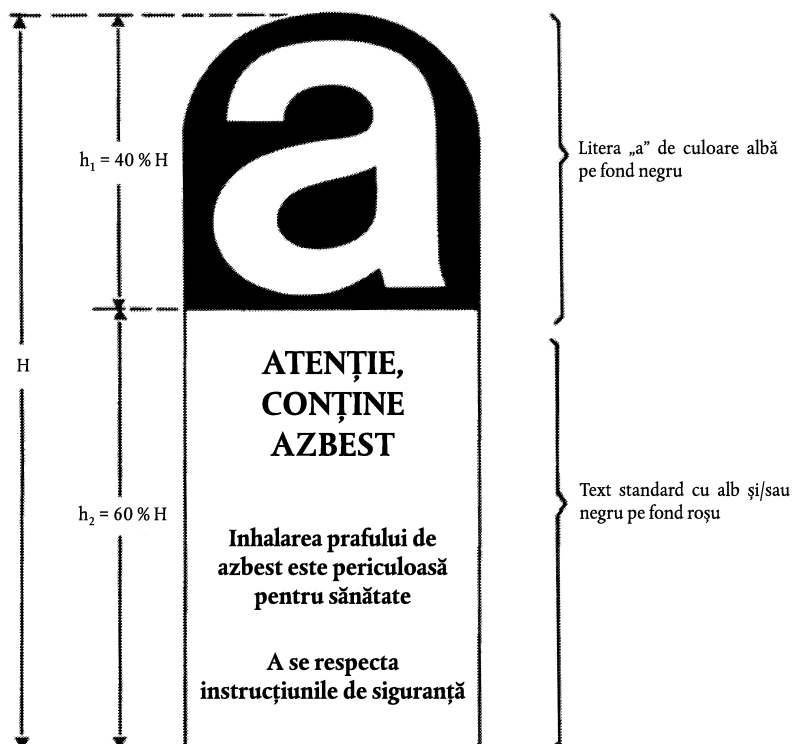 a
h₁ = 40 % H
Litera „a” de culoare albă
pe fond negru
H
ATENȚIE,
CONȚINE
AZBEST
h₂ = 60 % H
Text standard cu alb și/sau
negru pe fond roșu
Inhalarea prafului de
azbest este periculoasă
pentru sănătate
A se respecta
instrucțiunile de siguranță